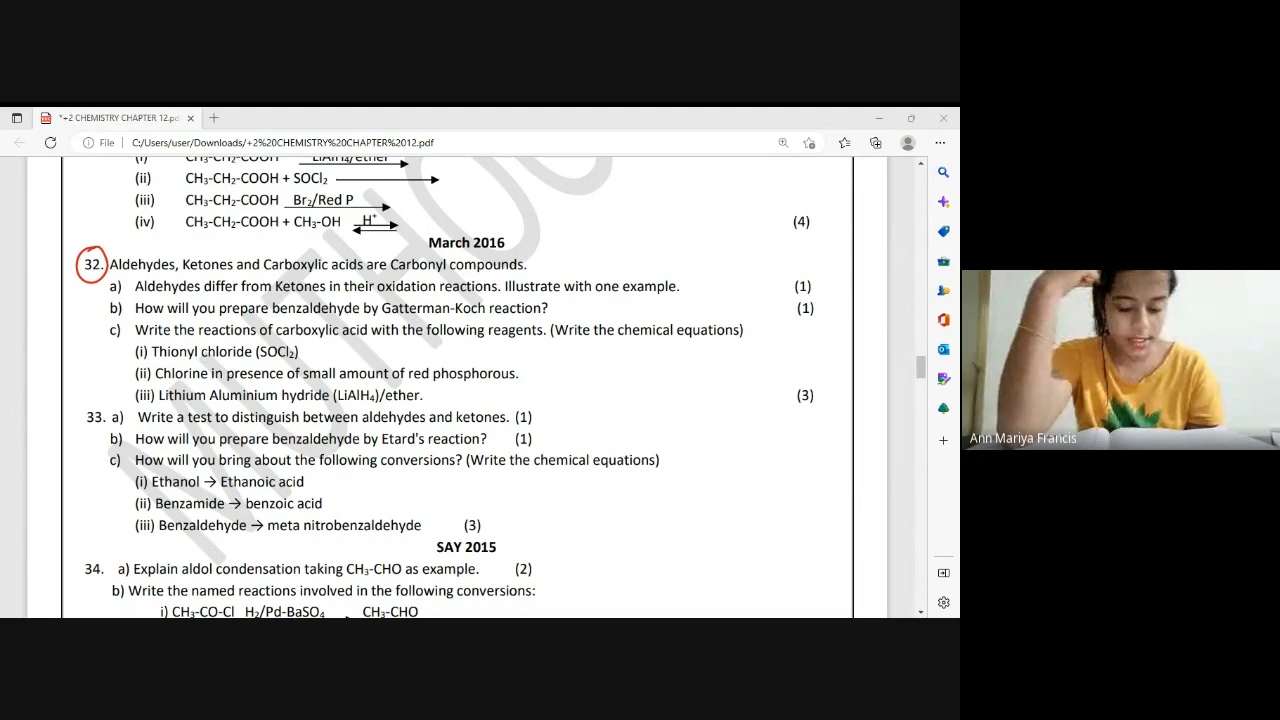 *+2 CHEMISTRY CHAPTER 12.pd
File
C:/Users/user/Downloads/+2%20CHEMISTRY%20CHAPTER%2012.pdf
(i) CH₃-CH₂-COOH LiAlH₄/ether
(ii) CH₃-CH₂-COOH + SOCl₂
(iii) CH₃-CH₂-COOH Br₂/Red P
(iv) CH₃-CH₂-COOH + CH₃-OH H⁺ (4)
March 2016
32. Aldehydes, Ketones and Carboxylic acids are Carbonyl compounds.
a) Aldehydes differ from Ketones in their oxidation reactions. Illustrate with one example. (1)
b) How will you prepare benzaldehyde by Gatterman-Koch reaction? (1)
c) Write the reactions of carboxylic acid with the following reagents. (Write the chemical equations)
(i) Thionyl chloride (SOCl₂)
(ii) Chlorine in presence of small amount of red phosphorous.
(iii) Lithium Aluminium hydride (LiAlH₄)/ether. (3)
33. a) Write a test to distinguish between aldehydes and ketones. (1)
b) How will you prepare benzaldehyde by Etard's reaction? (1)
c) How will you bring about the following conversions? (Write the chemical equations)
(i) Ethanol → Ethanoic acid
(ii) Benzamide → benzoic acid
(iii) Benzaldehyde → meta nitrobenzaldehyde (3)
SAY 2015
34. a) Explain aldol condensation taking CH₃-CHO as example. (2)
b) Write the named reactions involved in the following conversions:
i) CH₃-CO-Cl H₂/Pd-BaSO₄ CH₃-CHO
Ann Mariya Francis